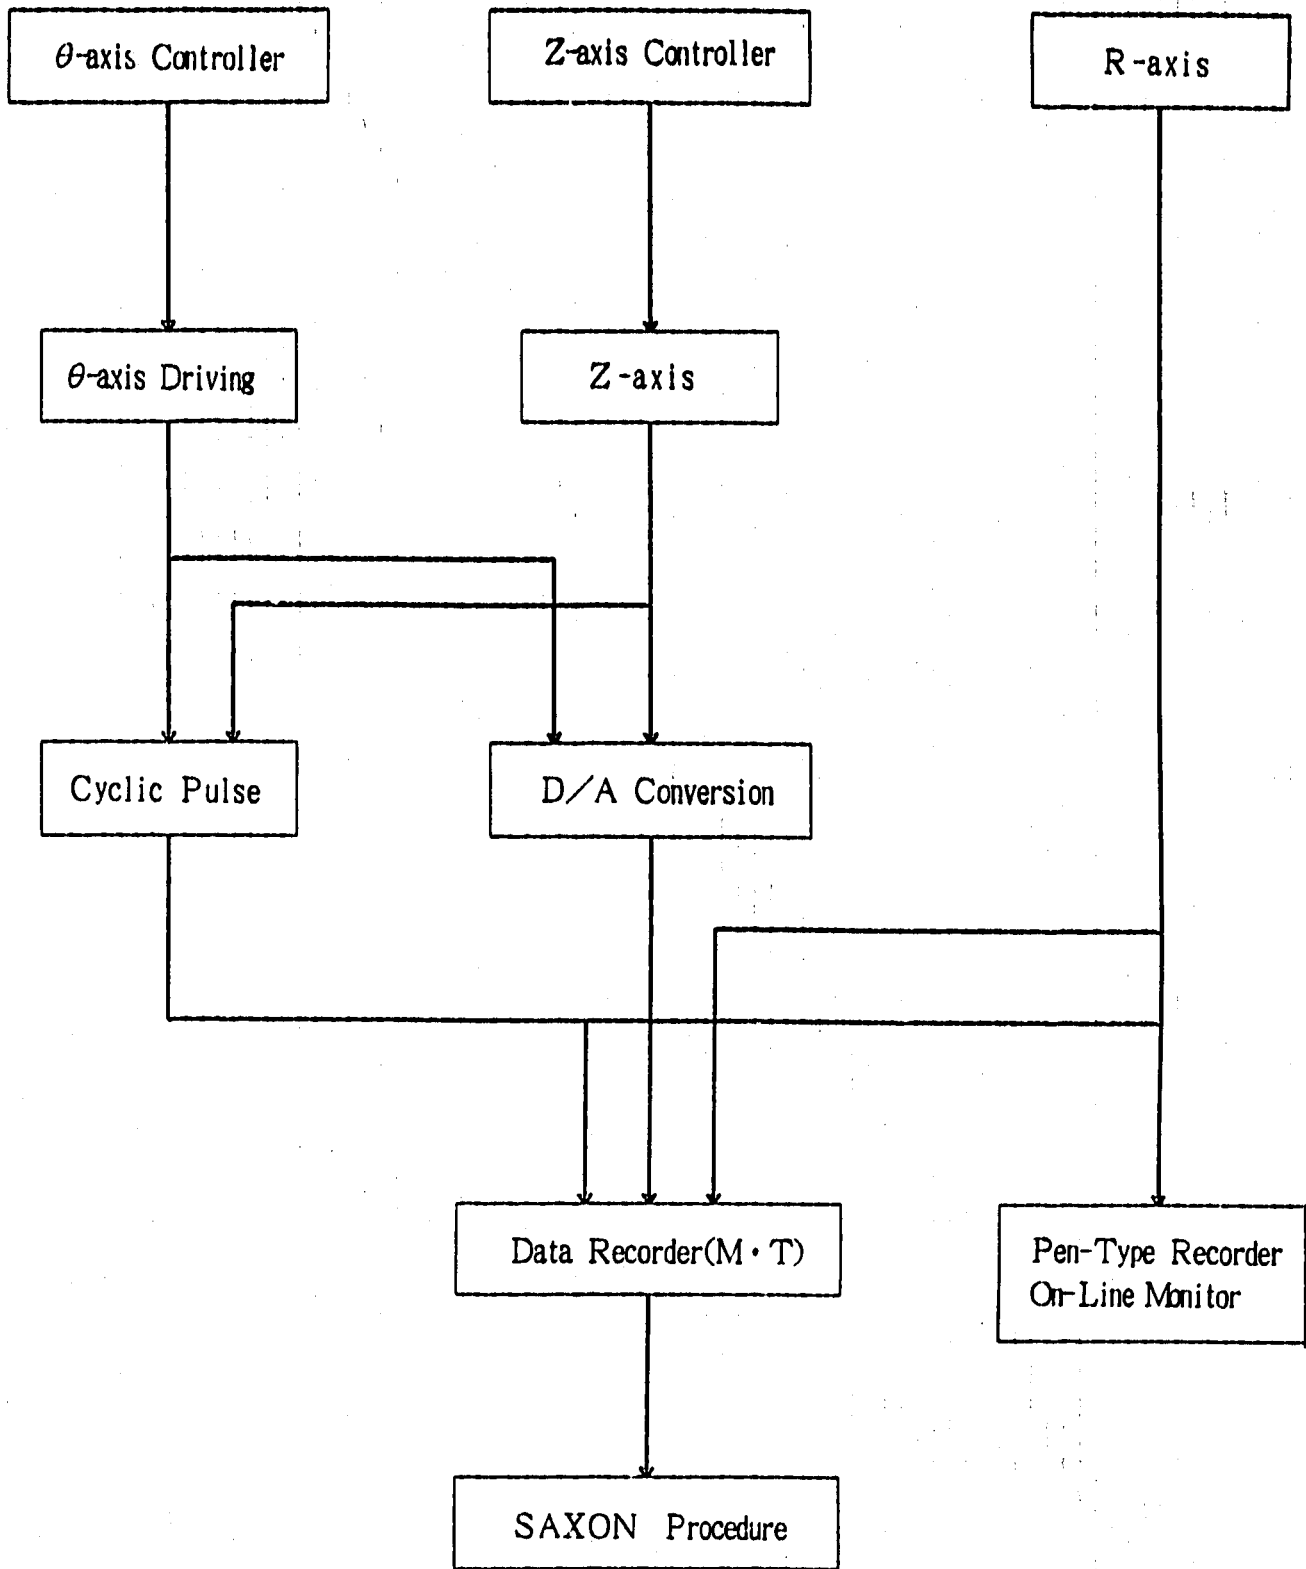 θ-axis Controller
Z-axis Controller
R-axis
θ-axis Driving
Z-axis
Cyclic Pulse
D/A Conversion
Data Recorder(M・T)
Pen-Type Recorder
On-Line Monitor
SAXON Procedure